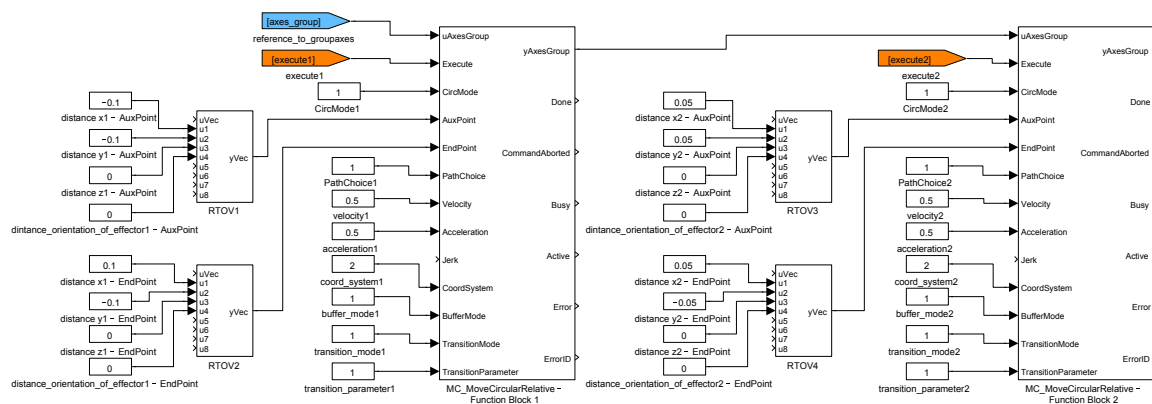 [axes_group]
reference_to_groupaxes
[execute1]
execute1
1
CircMode1
−0.1
distance x1 − AuxPoint
−0.1
distance y1 − AuxPoint
0
distance z1 − AuxPoint
0
dintance_orientation_of_effector1 − AuxPoint
uVec
u1
u2
u3
u4
u5
u6
u7
u8
yVec
RTOV1
0.1
distance x1 − EndPoint
−0.1
distance y1 − EndPoint
0
distance z1 − EndPoint
0
distance_orientation_of_effector1 − EndPoint
uVec
u1
u2
u3
u4
u5
u6
u7
u8
yVec
RTOV2
1
PathChoice1
0.5
velocity1
0.5
acceleration1
2
coord_system1
1
buffer_mode1
1
transition_mode1
1
transition_parameter1
uAxesGroup
Execute
CircMode
AuxPoint
EndPoint
PathChoice
Velocity
Acceleration
Jerk
CoordSystem
BufferMode
TransitionMode
TransitionParameter
yAxesGroup
Done
CommandAborted
Busy
Active
Error
ErrorID
MC_MoveCircularRelative −
Function Block 1
[execute2]
execute2
1
CircMode2
0.05
distance x2 − AuxPoint
0.05
distance y2 − AuxPoint
0
distance z2 − AuxPoint
0
dintance_orientation_of_effector2 − AuxPoint
uVec
u1
u2
u3
u4
u5
u6
u7
u8
yVec
RTOV3
0.05
distance x2 − EndPoint
−0.05
distance y2 − EndPoint
0
distance z2 − EndPoint
0
distance_orientation_of_effector2 − EndPoint
uVec
u1
u2
u3
u4
u5
u6
u7
u8
yVec
RTOV4
1
PathChoice2
0.5
velocity2
0.5
acceleration2
2
coord_system2
1
buffer_mode2
1
transition_mode2
1
transition_parameter2
uAxesGroup
Execute
CircMode
AuxPoint
EndPoint
PathChoice
Velocity
Acceleration
Jerk
CoordSystem
BufferMode
TransitionMode
TransitionParameter
yAxesGroup
Done
CommandAborted
Busy
Active
Error
ErrorID
MC_MoveCircularRelative −
Function Block 2